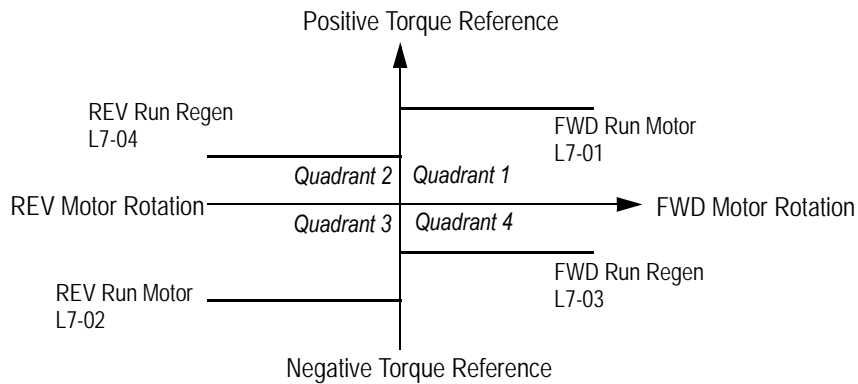 Positive Torque Reference
REV Run Regen
L7-04
FWD Run Motor
L7-01
Quadrant 2
Quadrant 1
REV Motor Rotation
FWD Motor Rotation
Quadrant 3
Quadrant 4
REV Run Motor
L7-02
FWD Run Regen
L7-03
Negative Torque Reference